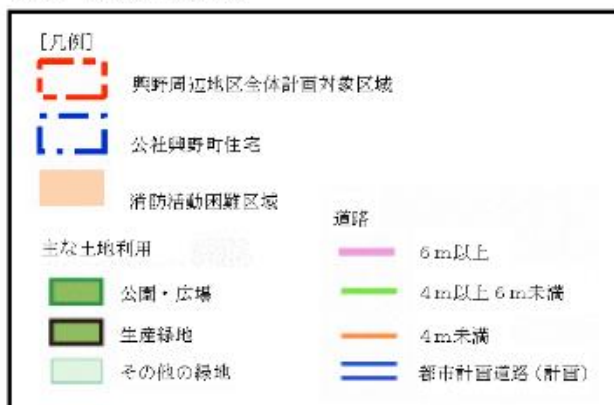 [凡例]
興野周辺地区全体計画対象区域
公社興野町住宅
消防活動困難区域
主な土地利用
公園・広場
生産緑地
その他の緑地
道路
6m以上
4m以上6m未満
4m未満
都市計画道路(計画)